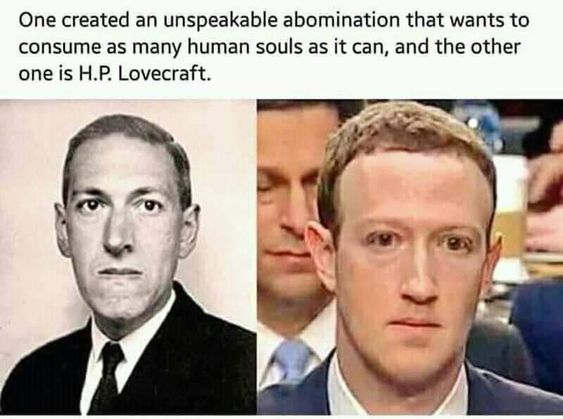 One created an unspeakable abomination that wants to
consume as many human souls as it can, and the other
one is H.P. Lovecraft.